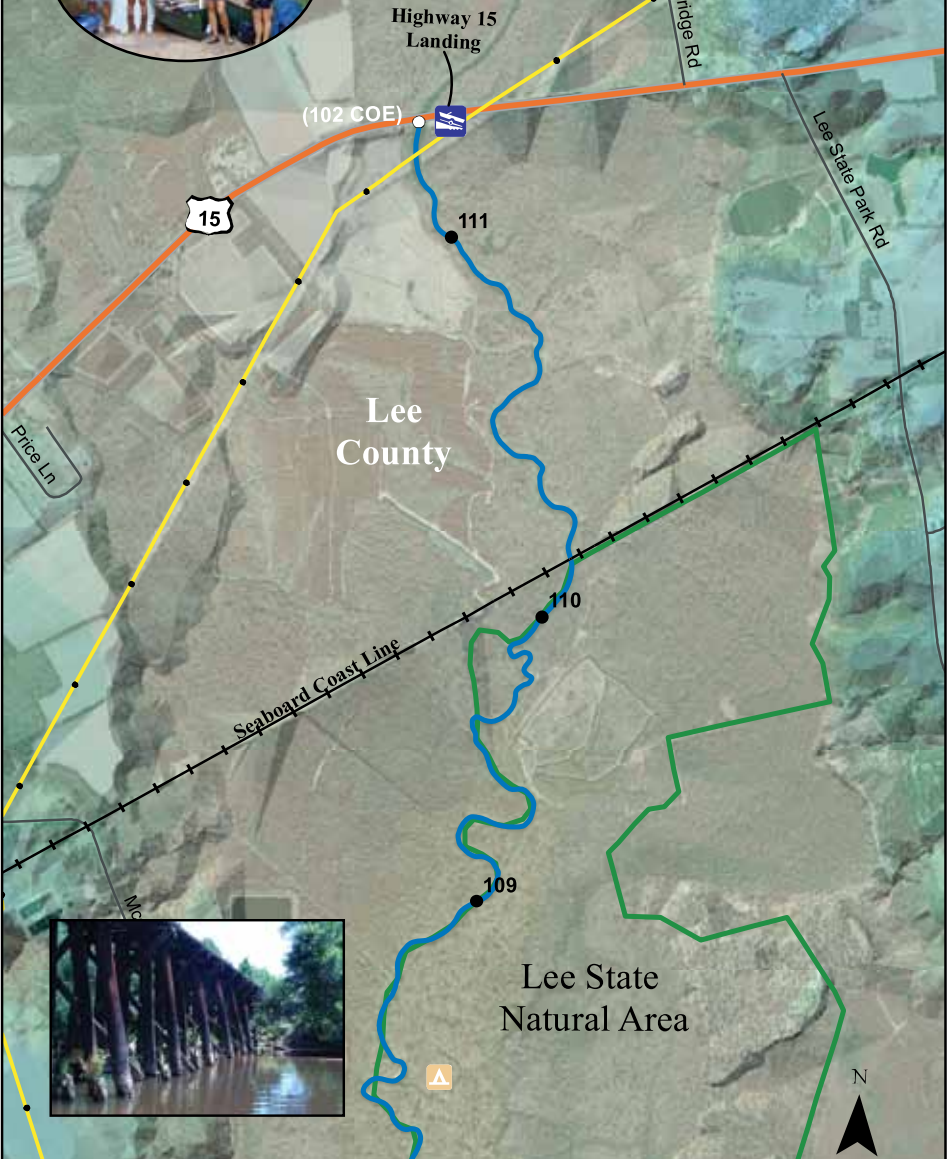 Highway 15
Landing
ridge Rd
(102 COE)
Lee State Park Rd
15
111
Lee
County
Price Ln
110
Seaboard Coast Line
109
Mc
Lee State
Natural Area
N